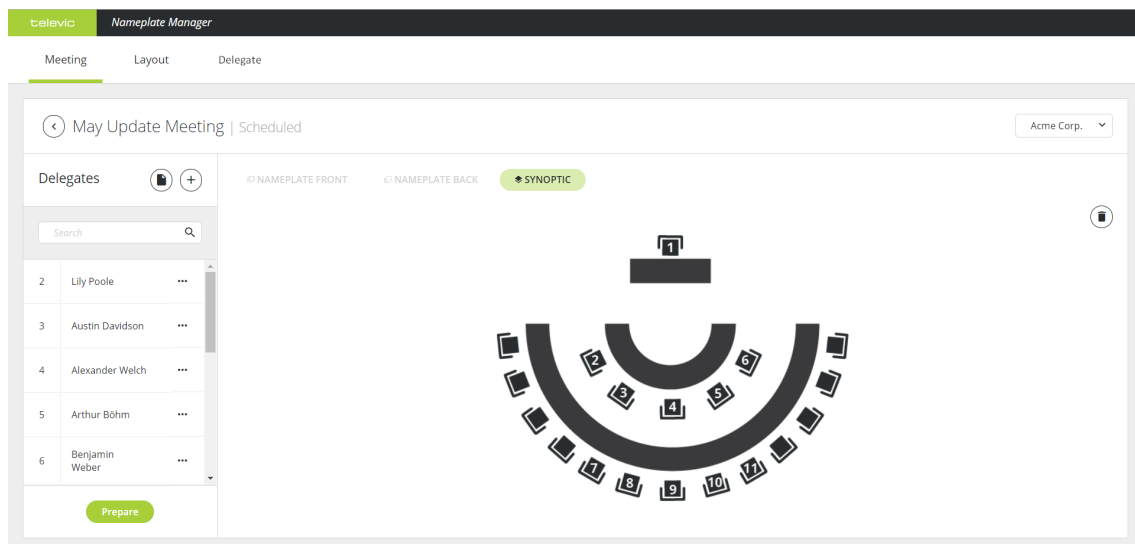 televic Nameplate Manager
Meeting Layout Delegate
May Update Meeting | Scheduled
Acme Corp.
Delegates
NAMEPLATE FRONT NAMEPLATE BACK SYNOPTIC
Search
2 Lily Poole
3 Austin Davidson
4 Alexander Welch
5 Arthur Böhm
6 Benjamin
Weber
Prepare
1
2
6
3
5
4
7
11
8
10
9